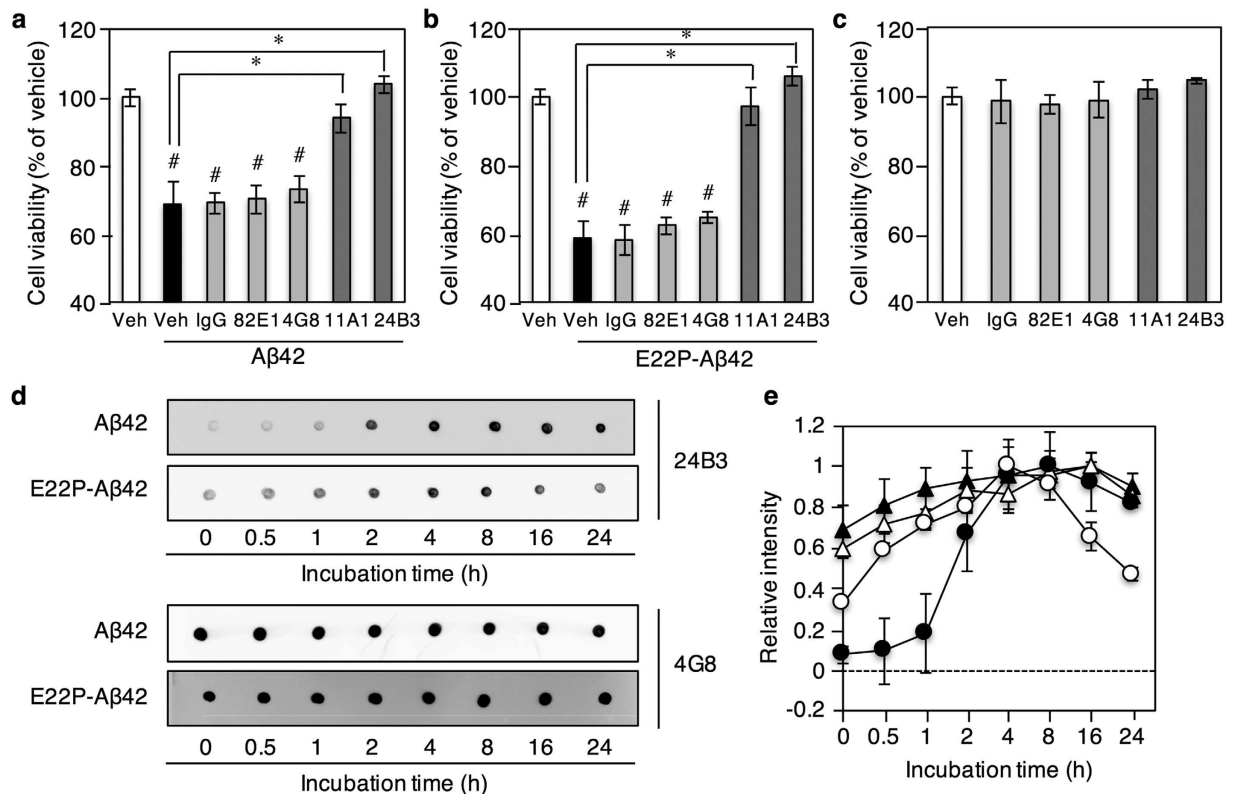 a
120
100
80
60
40
Cell viability (% of vehicle)
*
*
#
#
#
#
Veh Veh IgG 82E1 4G8 11A1 24B3
Aβ42
b
120
100
80
60
40
Cell viability (% of vehicle)
*
*
#
#
#
#
Veh Veh IgG 82E1 4G8 11A1 24B3
E22P-Aβ42
c
120
100
80
60
40
Cell viability (% of vehicle)
Veh IgG 82E1 4G8 11A1 24B3
d
Aβ42
E22P-Aβ42
24B3
0 0.5 1 2 4 8 16 24
Incubation time (h)
Aβ42
E22P-Aβ42
4G8
0 0.5 1 2 4 8 16 24
Incubation time (h)
e
1.2
1
0.8
0.6
0.4
0.2
0
-0.2
Relative intensity
0 0.5 1 2 4 8 16 24
Incubation time (h)